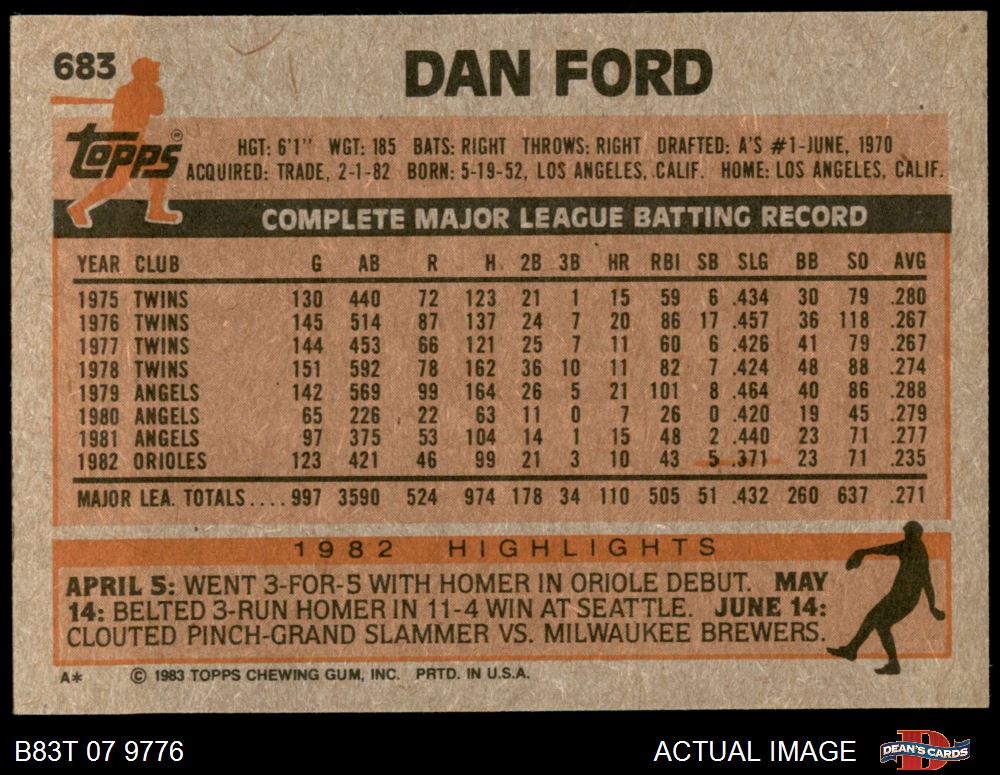 683
DAN FORD
Topps®
HGT: 6'1" WGT: 185 BATS: RIGHT THROWS: RIGHT DRAFTED: A'S #1-JUNE, 1970
ACQUIRED: TRADE, 2-1-82 BORN: 5-19-52, LOS ANGELES, CALIF. HOME: LOS ANGELES, CALIF.
COMPLETE MAJOR LEAGUE BATTING RECORD
YEAR CLUB G AB R H 2B 3B HR RBI SB SLG BB SO AVG
1975 TWINS 130 440 72 123 21 1 15 59 6 .434 30 79 .280
1976 TWINS 145 514 87 137 24 7 20 86 17 .457 36 118 .267
1977 TWINS 144 453 66 121 25 7 11 60 6 .426 41 79 .267
1978 TWINS 151 592 78 162 36 10 11 82 7 .424 48 88 .274
1979 ANGELS 142 569 99 164 26 5 21 101 8 .464 40 86 .288
1980 ANGELS 65 226 22 63 11 0 7 26 0 .420 19 45 .279
1981 ANGELS 97 375 53 104 14 1 15 48 2 .440 23 71 .277
1982 ORIOLES 123 421 46 99 21 3 10 43 5 .371 23 71 .235
MAJOR LEA. TOTALS.... 997 3590 524 974 178 34 110 505 51 .432 260 637 .271
1982 HIGHLIGHTS
APRIL 5: WENT 3-FOR-5 WITH HOMER IN ORIOLE DEBUT. MAY
14: BELTED 3-RUN HOMER IN 11-4 WIN AT SEATTLE. JUNE 14:
CLOUTED PINCH-GRAND SLAMMER VS. MILWAUKEE BREWERS.
A* © 1983 TOPPS CHEWING GUM, INC. PRTD. IN U.S.A.
B83T 07 9776 ACTUAL IMAGE DEAN'S CARDS